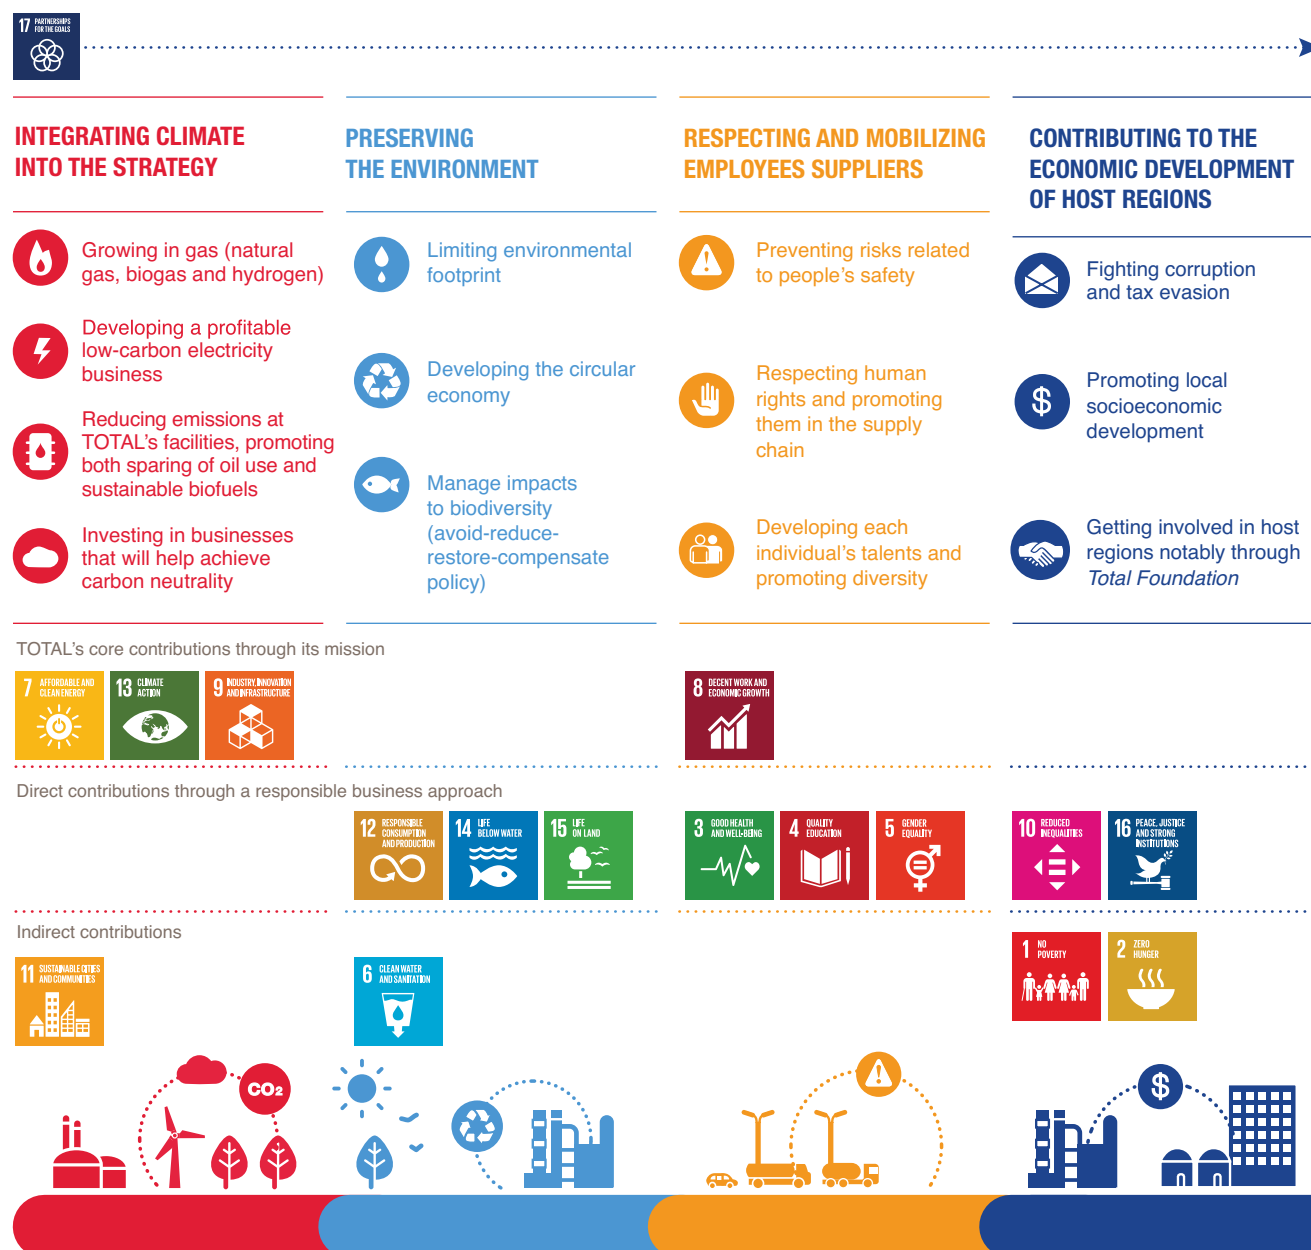 17 PARTNERSHIPS
FOR THE GOALS
INTEGRATING CLIMATE
INTO THE STRATEGY
Growing in gas (natural
gas, biogas and hydrogen)
Developing a profitable
low-carbon electricity
business
Reducing emissions at
TOTAL's facilities, promoting
both sparing of oil use and
sustainable biofuels
Investing in businesses
that will help achieve
carbon neutrality
PRESERVING
THE ENVIRONMENT
Limiting environmental
footprint
Developing the circular
economy
Manage impacts
to biodiversity
(avoid-reduce-
restore-compensate
policy)
RESPECTING AND MOBILIZING
EMPLOYEES SUPPLIERS
Preventing risks related
to people's safety
Respecting human
rights and promoting
them in the supply
chain
Developing each
individual's talents and
promoting diversity
CONTRIBUTING TO THE
ECONOMIC DEVELOPMENT
OF HOST REGIONS
Fighting corruption
and tax evasion
$
Promoting local
socioeconomic
development
Getting involved in host
regions notably through
Total Foundation
TOTAL's core contributions through its mission
7 AFFORDABLE AND
CLEAN ENERGY
13 CLIMATE
ACTION
9 INDUSTRY, INNOVATION
AND INFRASTRUCTURE
8 DECENT WORK AND
ECONOMIC GROWTH
Direct contributions through a responsible business approach
12 RESPONSIBLE
CONSUMPTION
AND PRODUCTION
14 LIFE
BELOW WATER
15 LIFE
ON LAND
3 GOOD HEALTH
AND WELL-BEING
4 QUALITY
EDUCATION
5 GENDER
EQUALITY
10 REDUCED
INEQUALITIES
16 PEACE, JUSTICE
AND STRONG
INSTITUTIONS
Indirect contributions
11 SUSTAINABLE CITIES
AND COMMUNITIES
6 CLEAN WATER
AND SANITATION
1 NO
POVERTY
2 ZERO
HUNGER
CO2
$